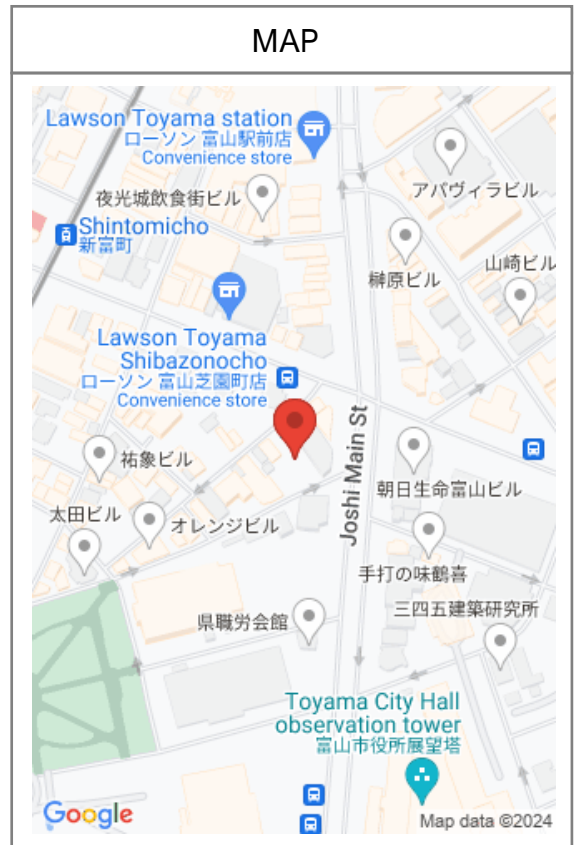 MAP
Lawson Toyama station
ローソン 富山駅前店
Convenience store
アパヴィラビル
夜光城飲食街ビル
Shintomicho
新富町
榊原ビル
山崎ビル
Lawson Toyama
Shibazonocho
ローソン 富山芝園町店
Convenience store
Joshi Main St
祐象ビル
朝日生命富山ビル
太田ビル
オレンジビル
手打の味鶴喜
三四五建築研究所
県職労会館
Toyama City Hall
observation tower
富山市役所展望塔
Google
Map data ©2024